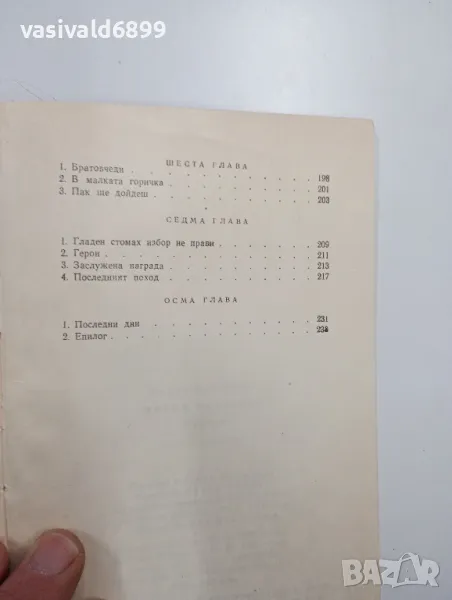 vasivald6899
ШЕСТА ГЛАВА
1. Братовчеди . . . . . . . . . . . . 198
2. В малката горичка . . . . . . . . . . 201
3. Пак ще дойдеш . . . . . . . . . . . 203
СЕДМА ГЛАВА
1. Гладен стомах избор не прави . . . . . . . 209
2. Герои . . . . . . . . . . . . . . 211
3. Заслужена награда . . . . . . . . . . 213
4. Последният поход . . . . . . . . . . 217
ОСМА ГЛАВА
1. Последни дни . . . . . . . . . . . . 231
2. Епилог . . . . . . . . . . . . . . 238
BAZAR